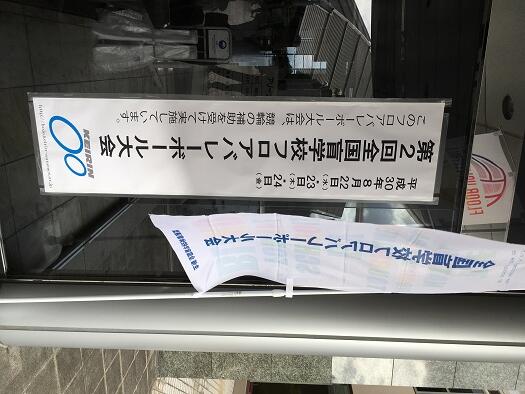 第2回全国盲学校フロアバレーボール大会
平成30年8月22日(水)・23日(木)・24日(金)
このフロアバレーボール大会は、競輪の補助を受けて実施しています。
KEIRIN
全国盲学校フロアバレーボール大会